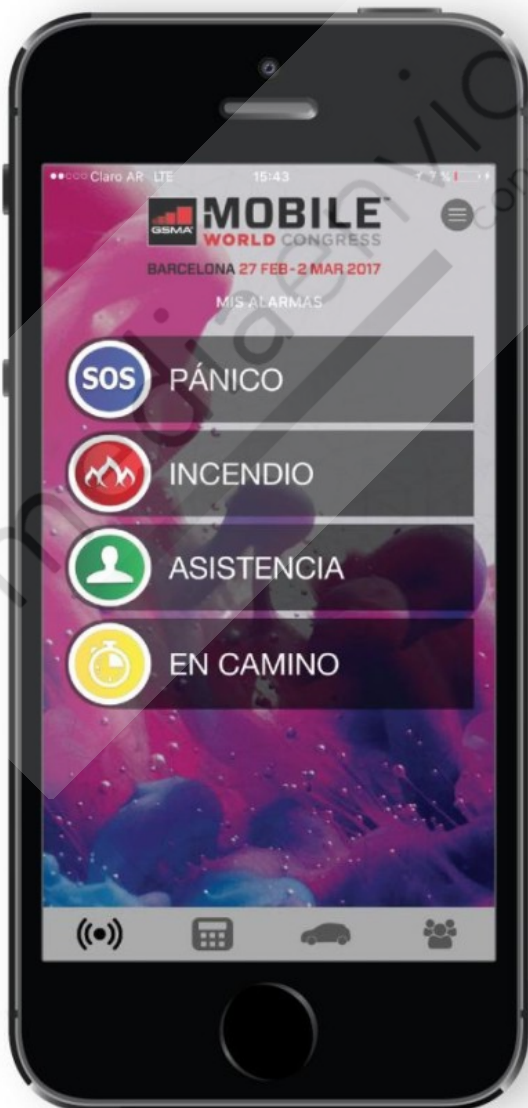 Claro AR LTE 15:43 7 %
GSMA MOBILE
WORLD CONGRESS
BARCELONA 27 FEB - 2 MAR 2017
MIS ALARMAS
SOS PÁNICO
INCENDIO
ASISTENCIA
EN CAMINO